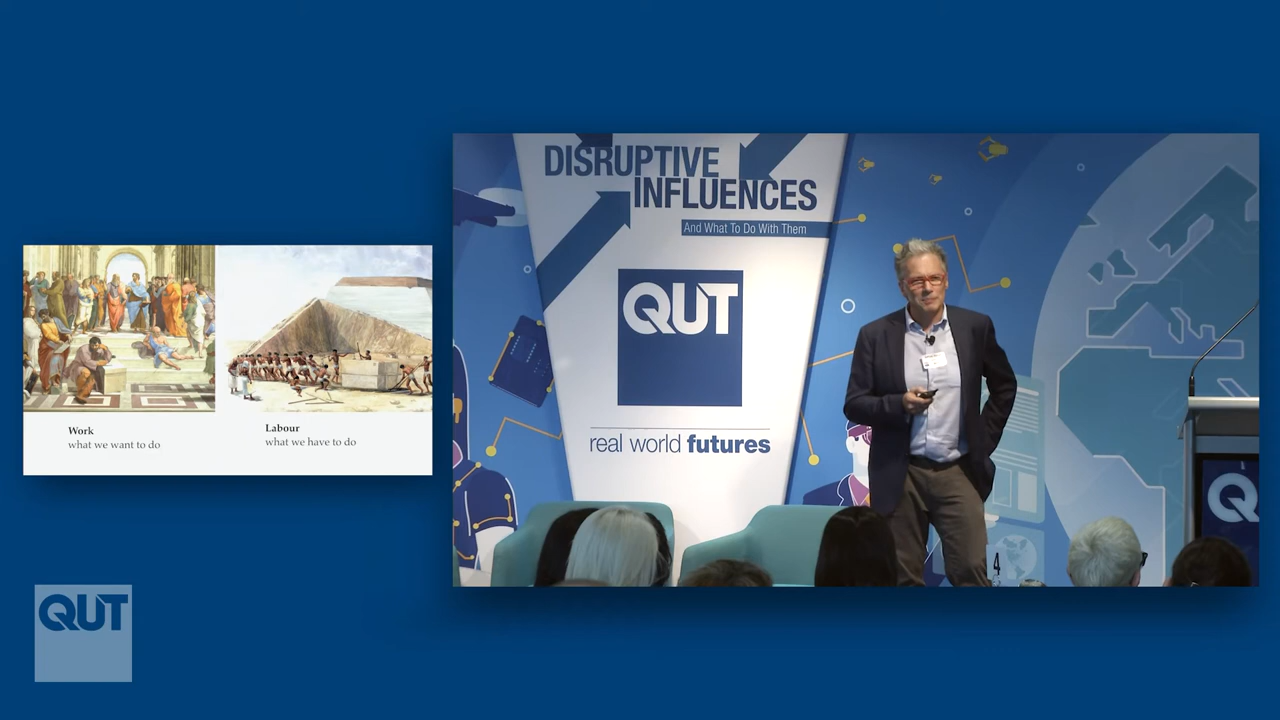 Work
what we want to do
Labour
what we have to do
QUT
DISRUPTIVE
INFLUENCES
And What To Do With Them
QUT
real world futures
4
Q